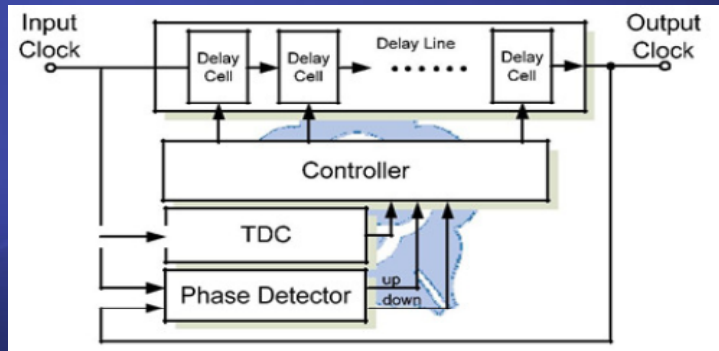 Input
Clock
Output
Clock
Delay Line
Delay
Cell
Delay
Cell
......
Delay
Cell
Controller
TDC
Phase Detector
up
down